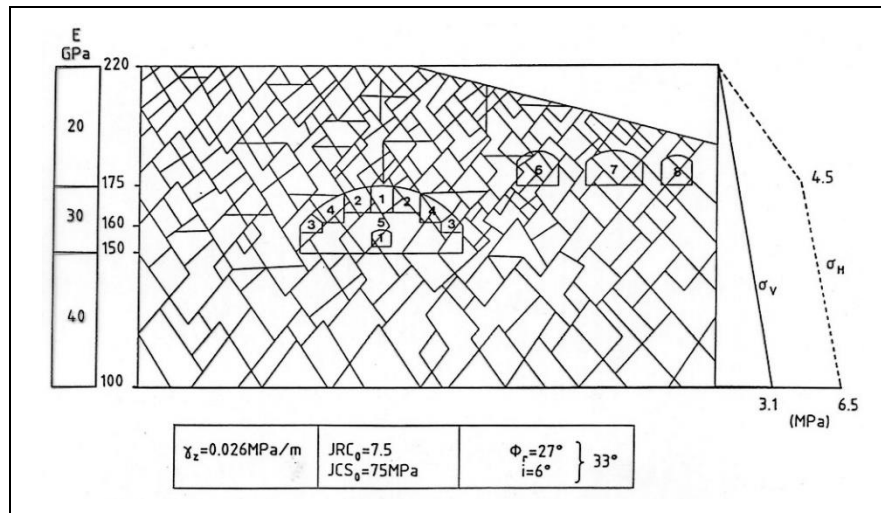 E
GPa
220
20
175
30
160
150
40
100
6
7
8
2
1
2
4
4
3
5
3
1
4.5
σV
σH
3.1
6.5
(MPa)
γz=0.026MPa/m
JRC₀=7.5
JCS₀=75MPa
Φr=27°
i=6°
} 33°